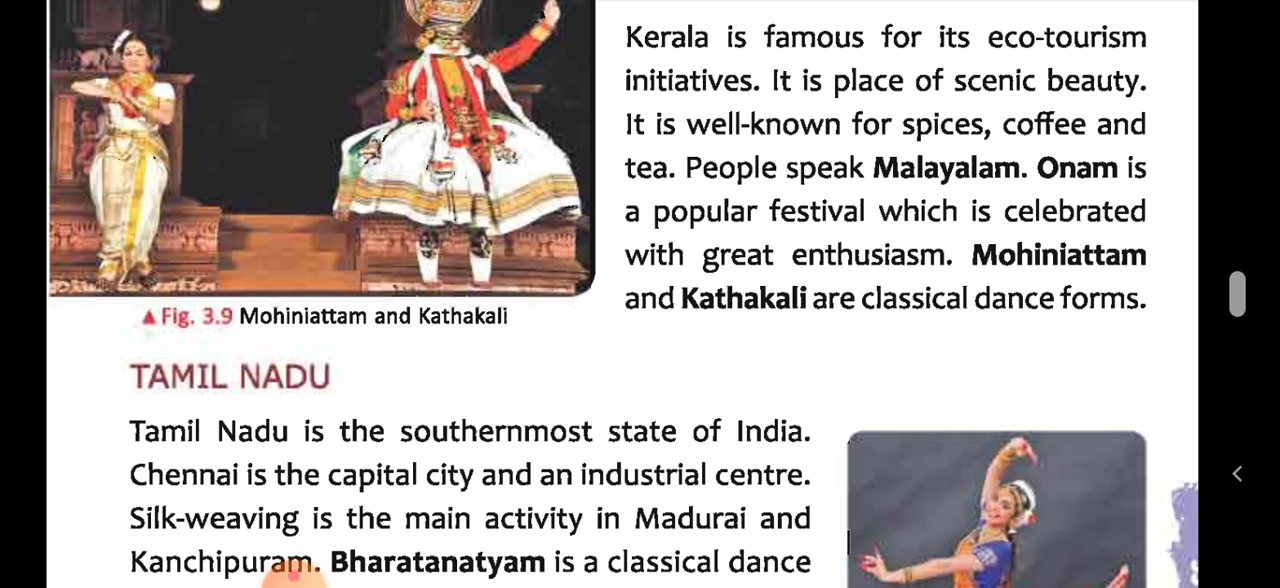 Kerala is famous for its eco-tourism
initiatives. It is place of scenic beauty.
It is well-known for spices, coffee and
tea. People speak Malayalam. Onam is
a popular festival which is celebrated
with great enthusiasm. Mohiniattam
and Kathakali are classical dance forms.
▲ Fig. 3.9 Mohiniattam and Kathakali
TAMIL NADU
Tamil Nadu is the southernmost state of India.
Chennai is the capital city and an industrial centre.
Silk-weaving is the main activity in Madurai and
Kanchipuram. Bharatanatyam is a classical dance